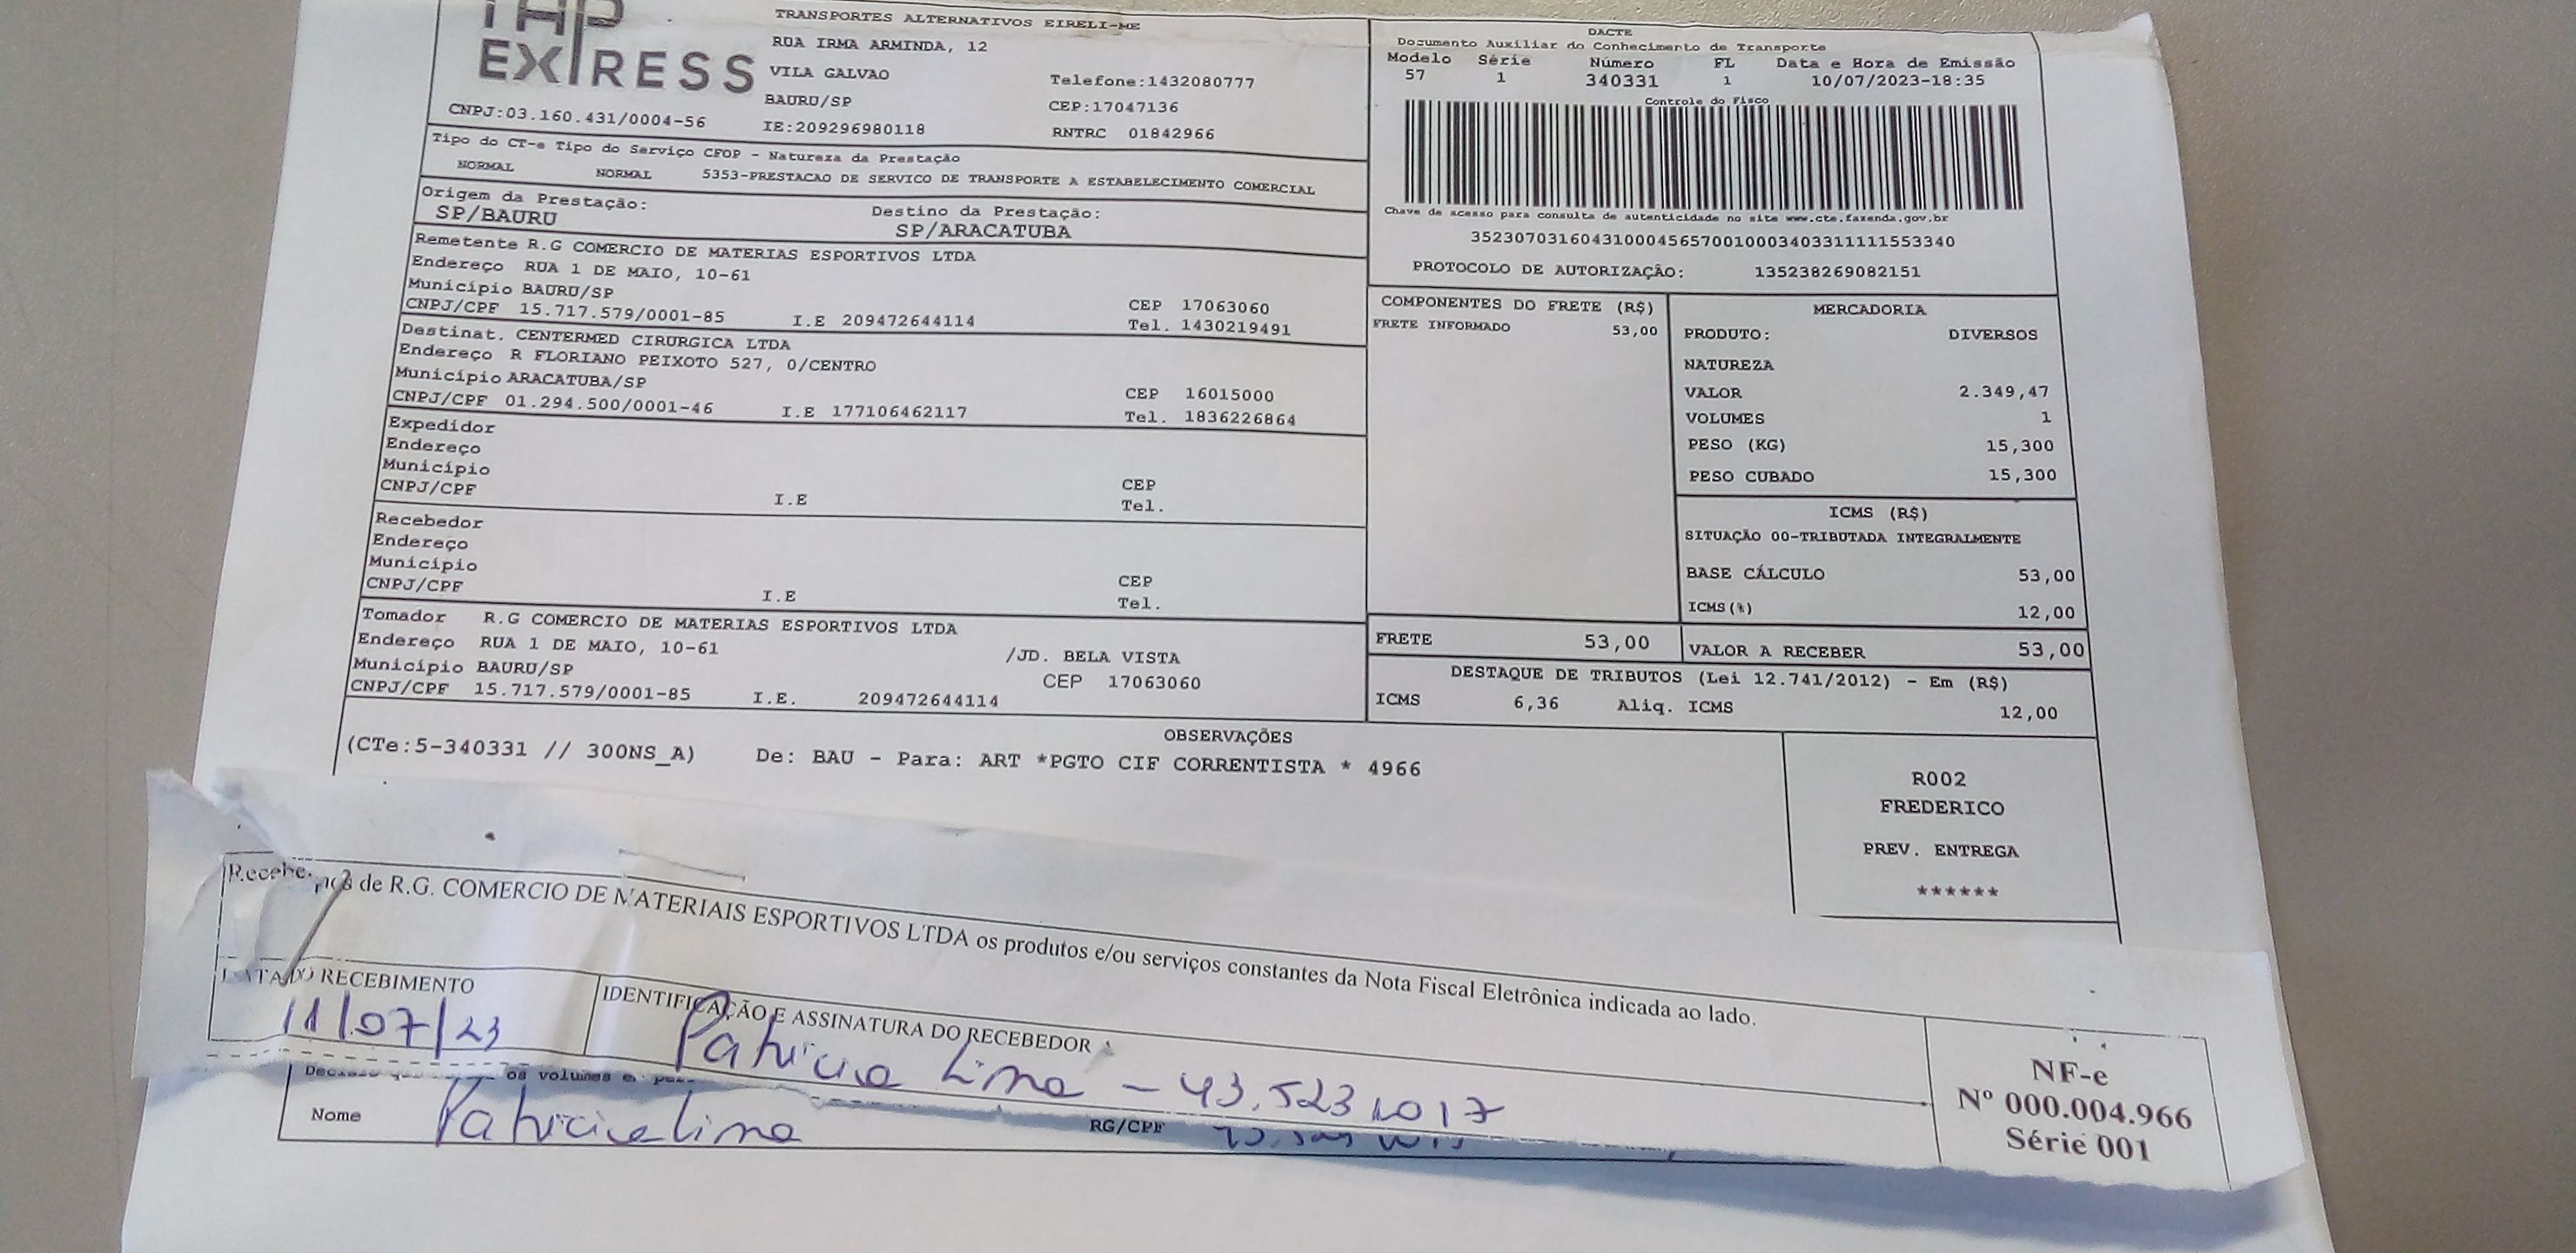 EXPRESS
TRANSPORTES ALTERNATIVOS EIRELI-ME
RUA IRMA ARMINDA, 12
VILA GALVAO
Telefone:1432080777
BAURU/SP
CEP:17047136
CNPJ:03.160.431/0004-56
IE:209296980118
RNTRC 01842966
Tipo do CT-e Tipo do Serviço CFOP - Natureza da Prestação
NORMAL NORMAL 5353-PRESTACAO DE SERVICO DE TRANSPORTE A ESTABELECIMENTO COMERCIAL
Origem da Prestação:
SP/BAURU
Destino da Prestação:
SP/ARACATUBA
Remetente R.G COMERCIO DE MATERIAS ESPORTIVOS LTDA
Endereço RUA 1 DE MAIO, 10-61
Município BAURU/SP
CEP 17063060
CNPJ/CPF 15.717.579/0001-85 I.E 209472644114 Tel. 1430219491
Destinat. CENTERMED CIRURGICA LTDA
Endereço R FLORIANO PEIXOTO 527, 0/CENTRO
Município ARACATUBA/SP CEP 16015000
CNPJ/CPF 01.294.500/0001-46 I.E 177106462117 Tel. 1836226864
Expedidor
Endereço
Município CEP
CNPJ/CPF I.E Tel.
Recebedor
Endereço
Município CEP
CNPJ/CPF I.E Tel.
Tomador R.G COMERCIO DE MATERIAS ESPORTIVOS LTDA
Endereço RUA 1 DE MAIO, 10-61 /JD. BELA VISTA
Município BAURU/SP CEP 17063060
CNPJ/CPF 15.717.579/0001-85 I.E. 209472644114
DACTE
Documento Auxiliar do Conhecimento de Transporte
Modelo Série Número FL Data e Hora de Emissão
57 1 340331 1 10/07/2023-18:35
Controle do Fisco
Chave de acesso para consulta de autenticidade no site www.cte.fazenda.gov.br
35230703160431000456570010003403311111553340
PROTOCOLO DE AUTORIZAÇÃO: 135238269082151
COMPONENTES DO FRETE (R$)
FRETE INFORMADO 53,00
MERCADORIA
PRODUTO: DIVERSOS
NATUREZA
VALOR 2.349,47
VOLUMES 1
PESO (KG) 15,300
PESO CUBADO 15,300
ICMS (R$)
SITUAÇÃO 00-TRIBUTADA INTEGRALMENTE
BASE CÁLCULO 53,00
ICMS(%) 12,00
FRETE 53,00 VALOR A RECEBER 53,00
DESTAQUE DE TRIBUTOS (Lei 12.741/2012) - Em (R$)
ICMS 6,36 Aliq. ICMS 12,00
OBSERVAÇÕES
(CTe:5-340331 // 300NS_A) De: BAU - Para: ART *PGTO CIF CORRENTISTA * 4966
R002
FREDERICO
PREV. ENTREGA
******
Recebemos de R.G. COMERCIO DE MATERIAIS ESPORTIVOS LTDA os produtos e/ou serviços constantes da Nota Fiscal Eletrônica indicada ao lado.
DATA DO RECEBIMENTO
11/07/23
IDENTIFICAÇÃO E ASSINATURA DO RECEBEDOR
Patricia Lima - 43.523 1017
NF-e
Nº 000.004.966
Série 001
os volumes e
Nome Patricia Lima RG/CPF